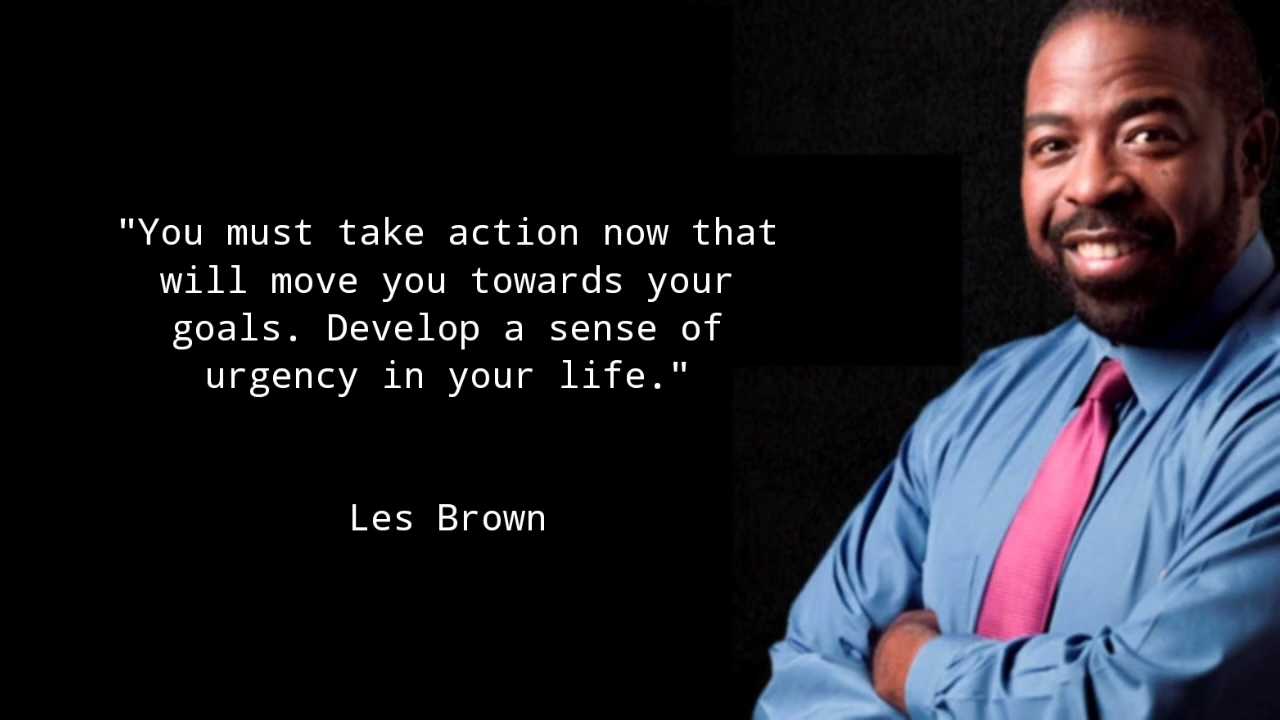 "You must take action now that
will move you towards your
goals. Develop a sense of
urgency in your life."
Les Brown